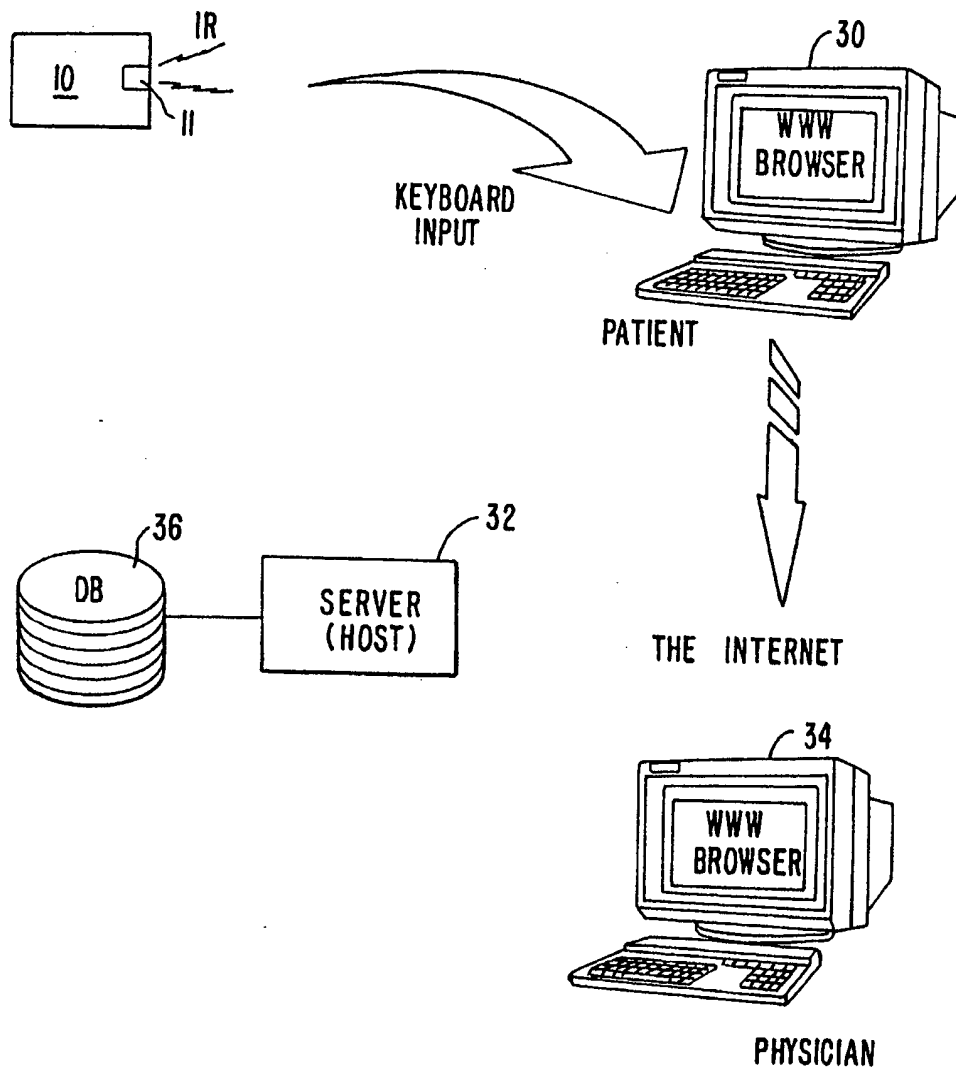 IR
10
11
30
WWW
BROWSER
KEYBOARD
INPUT
PATIENT
36
DB
32
SERVER
(HOST)
THE INTERNET
34
WWW
BROWSER
PHYSICIAN